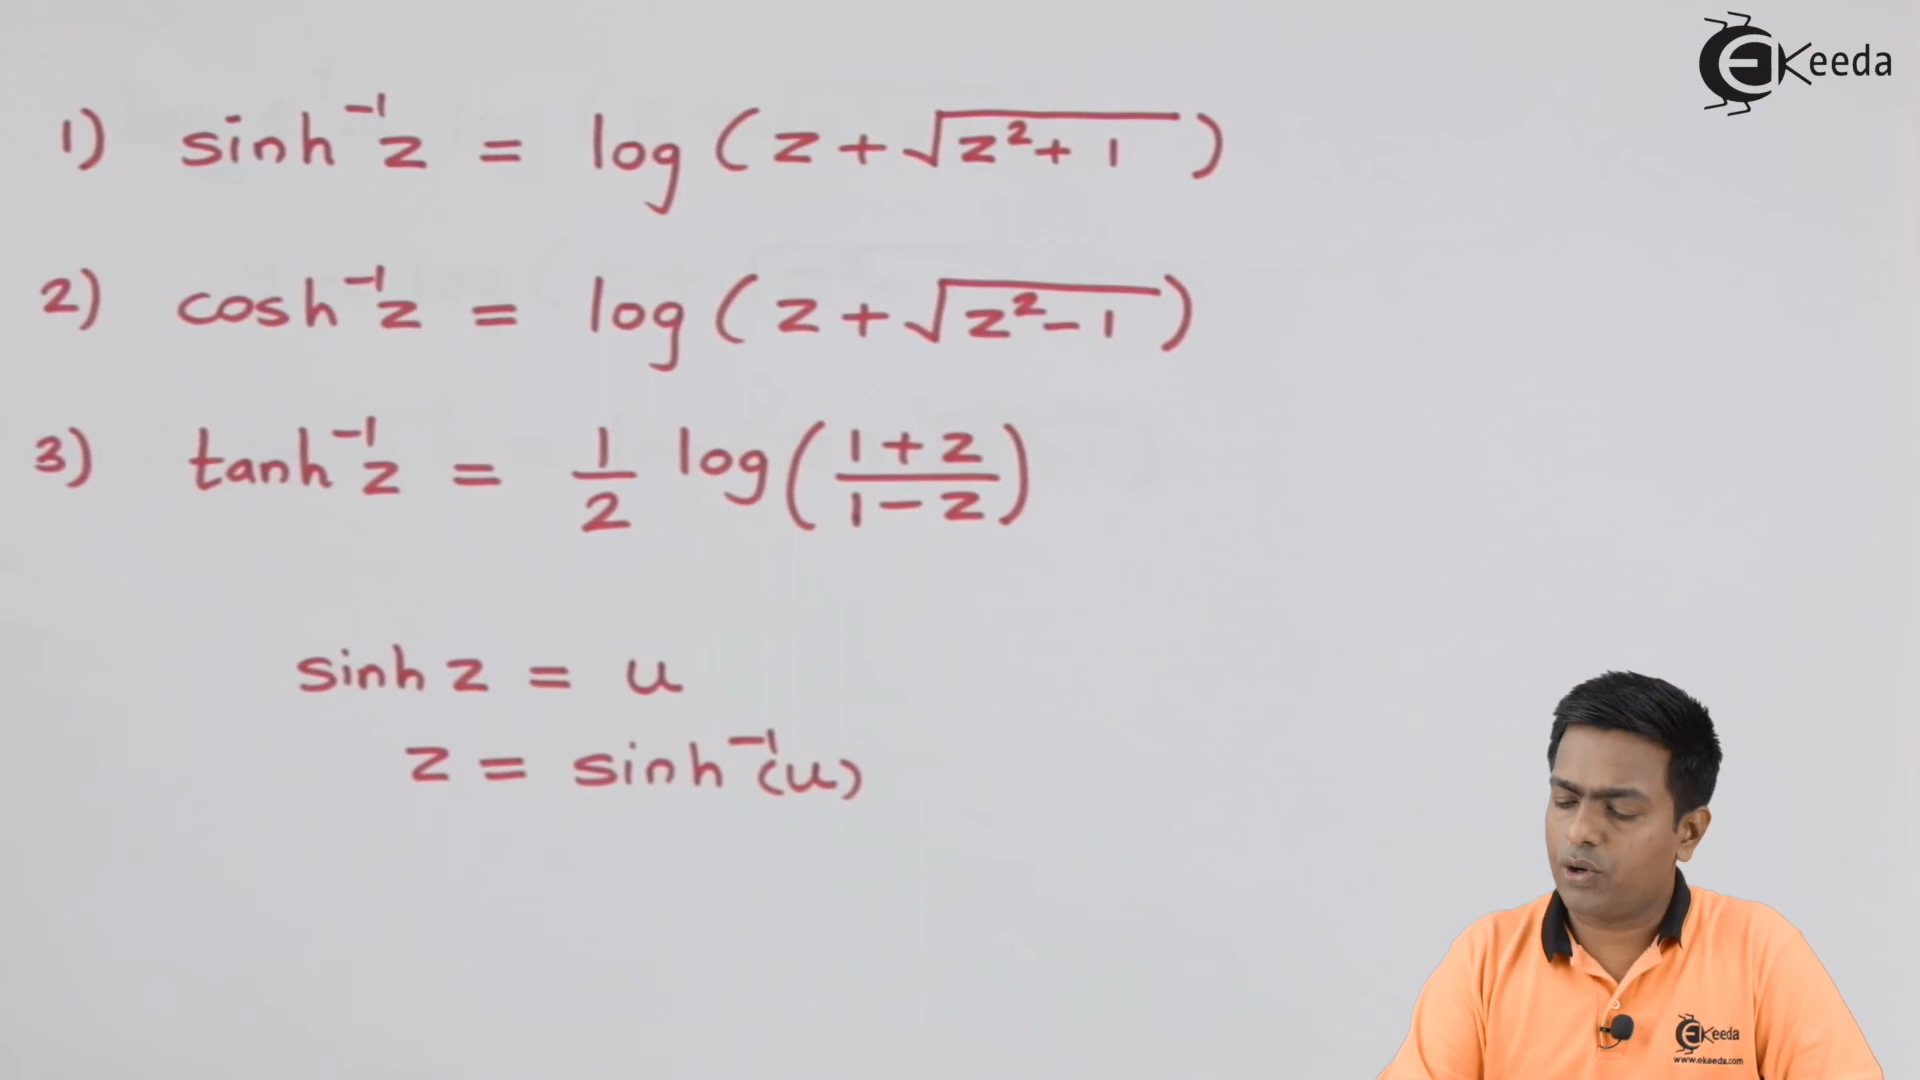 EKeeda
1) sinh⁻¹z = log(z + √(z² + 1))
2) cosh⁻¹z = log(z + √(z² - 1))
3) tanh⁻¹z = 1/2 log((1 + z)/(1 - z))
sinh z = u
z = sinh⁻¹(u)
EKeeda
www.ekeeda.com